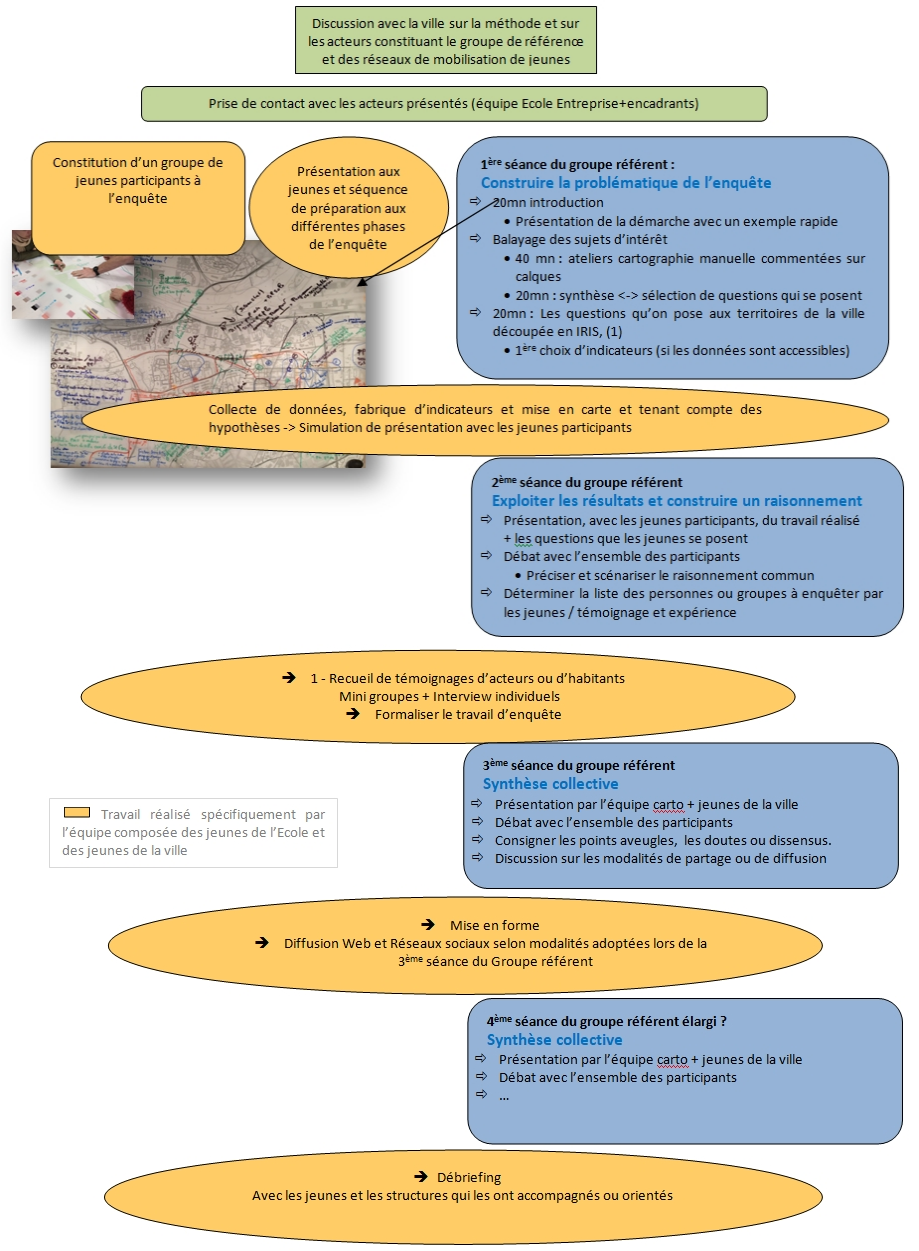 Discussion avec la ville sur la méthode et sur
les acteurs constituant le groupe de référence
et des réseaux de mobilisation de jeunes
Prise de contact avec les acteurs présentés (équipe Ecole Entreprise+encadrants)
Constitution d’un groupe de
jeunes participants à
l’enquête
Présentation aux
jeunes et séquence
de préparation aux
différentes phases
de l’enquête
1ère séance du groupe référent :
Construire la problématique de l’enquête
⇨ 20mn introduction
• Présentation de la démarche avec un exemple rapide
⇨ Balayage des sujets d’intérêt
• 40 mn : ateliers cartographie manuelle commentées sur
calques
• 20mn : synthèse <-> sélection de questions qui se posent
⇨ 20mn : Les questions qu’on pose aux territoires de la ville
découpée en IRIS, (1)
• 1ère choix d’indicateurs (si les données sont accessibles)
Collecte de données, fabrique d’indicateurs et mise en carte et tenant compte des
hypothèses -> Simulation de présentation avec les jeunes participants
2ème séance du groupe référent
Exploiter les résultats et construire un raisonnement
⇨ Présentation, avec les jeunes participants, du travail réalisé
+ les questions que les jeunes se posent
⇨ Débat avec l’ensemble des participants
• Préciser et scénariser le raisonnement commun
⇨ Déterminer la liste des personnes ou groupes à enquêter par
les jeunes / témoignage et expérience
➔ 1 - Recueil de témoignages d’acteurs ou d’habitants
Mini groupes + Interview individuels
➔ Formaliser le travail d’enquête
3ème séance du groupe référent
Synthèse collective
⇨ Présentation par l’équipe carto + jeunes de la ville
⇨ Débat avec l’ensemble des participants
⇨ Consigner les points aveugles, les doutes ou dissensus.
⇨ Discussion sur les modalités de partage ou de diffusion
Travail réalisé spécifiquement par
l’équipe composée des jeunes de l’Ecole et
des jeunes de la ville
➔ Mise en forme
➔ Diffusion Web et Réseaux sociaux selon modalités adoptées lors de la
3ème séance du Groupe référent
4ème séance du groupe référent élargi ?
Synthèse collective
⇨ Présentation par l’équipe carto + jeunes de la ville
⇨ Débat avec l’ensemble des participants
⇨ ...
➔ Débriefing
Avec les jeunes et les structures qui les ont accompagnés ou orientés